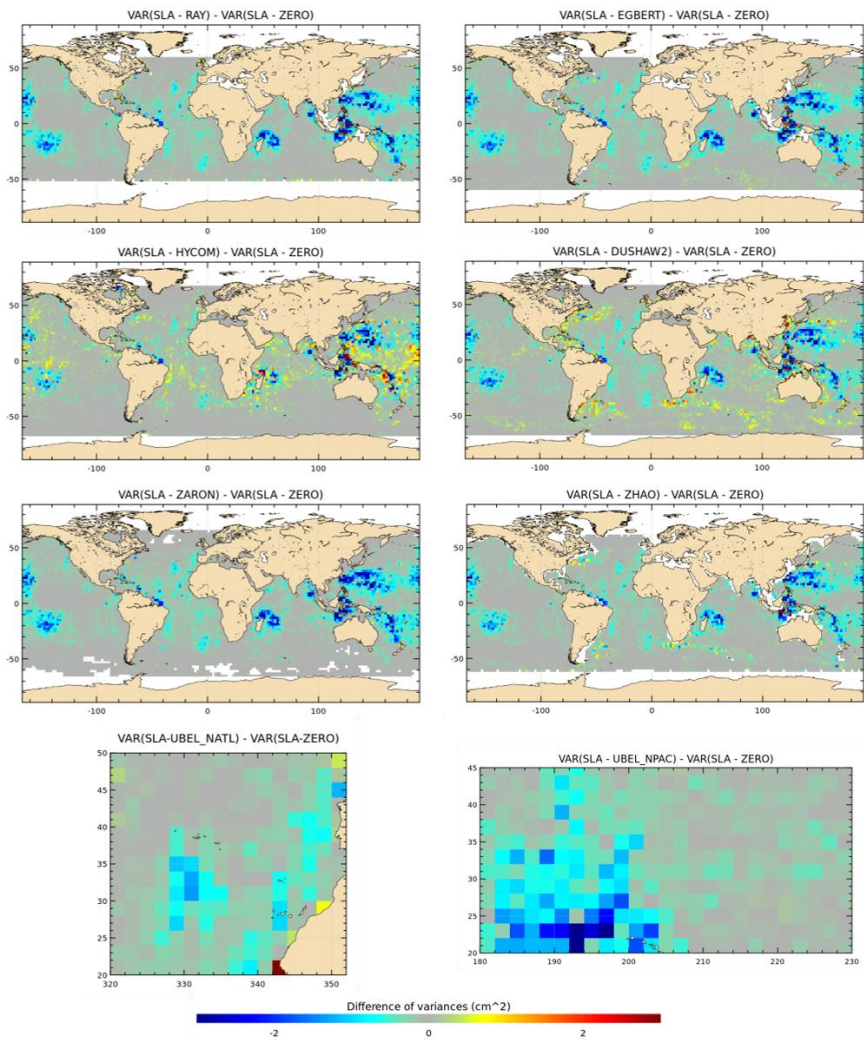 VAR(SLA - RAY) - VAR(SLA - ZERO)
50
0
-50
-100 0 100
VAR(SLA - EGBERT) - VAR(SLA - ZERO)
50
0
-50
-100 0 100
VAR(SLA - HYCOM) - VAR(SLA - ZERO)
50
0
-50
-100 0 100
VAR(SLA - DUSHAW2) - VAR(SLA - ZERO)
50
0
-50
-100 0 100
VAR(SLA - ZARON) - VAR(SLA - ZERO)
50
0
-50
-100 0 100
VAR(SLA - ZHAO) - VAR(SLA - ZERO)
50
0
-50
-100 0 100
VAR(SLA-UBEL_NATL) - VAR(SLA-ZERO)
50
45
40
35
30
25
20
320 330 340 350
VAR(SLA - UBEL_NPAC) - VAR(SLA - ZERO)
45
40
35
30
25
20
180 190 200 210 220 230
Difference of variances (cm^2)
-2 0 2